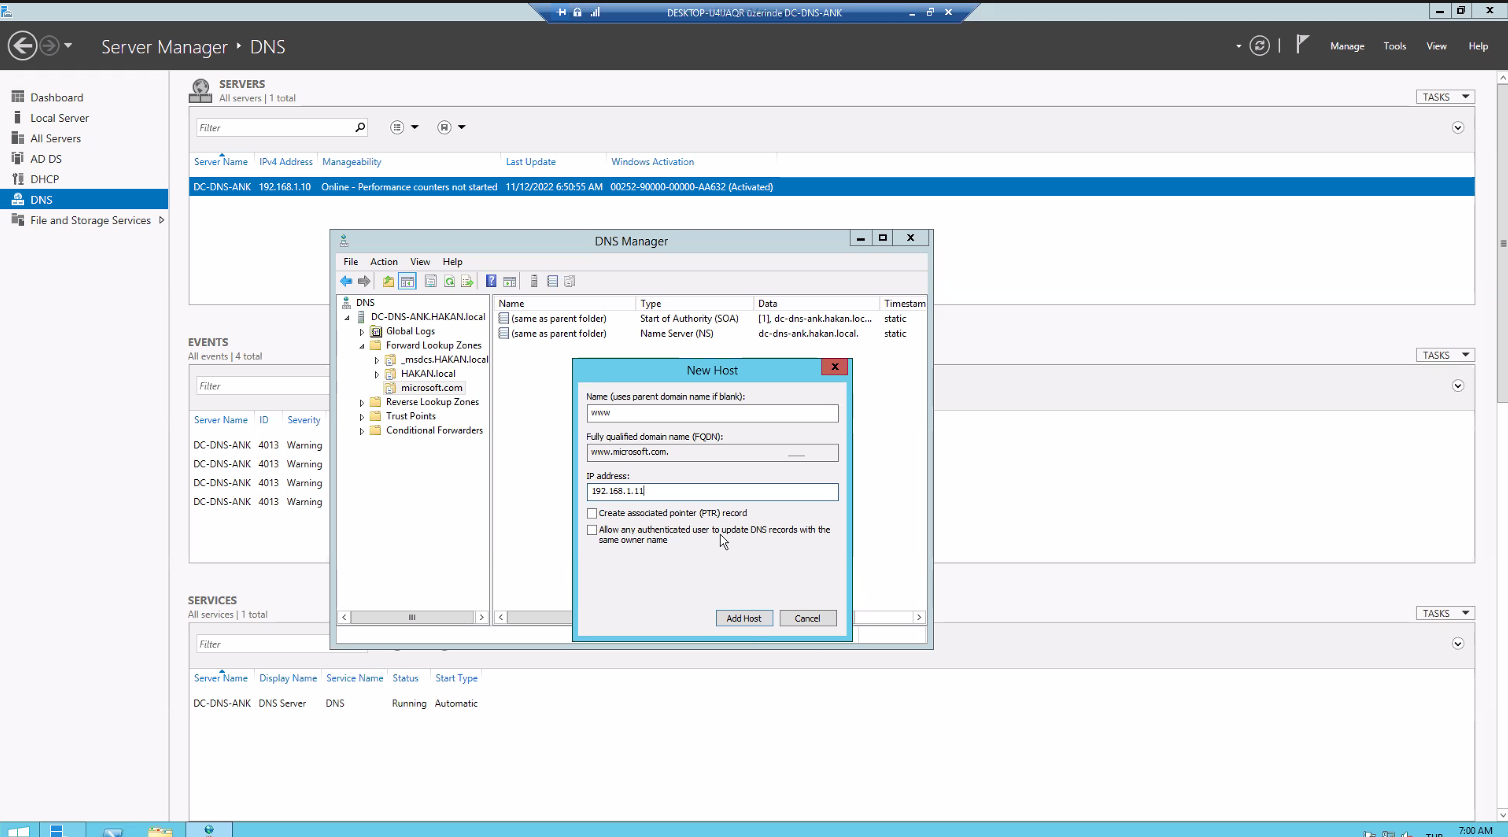 DESKTOP-U4UAQR üzerinde DC-DNS-ANK
Server Manager • DNS
Manage Tools View Help
Dashboard
Local Server
All Servers
AD DS
DHCP
DNS
File and Storage Services
SERVERS
All servers | 1 total
TASKS
Filter
Server Name IPv4 Address Manageability Last Update Windows Activation
DC-DNS-ANK 192.168.1.10 Online - Performance counters not started 11/12/2022 6:50:55 AM 00252-90000-00000-AA632 (Activated)
EVENTS
All events | 4 total
TASKS
Filter
Server Name ID Severity
DC-DNS-ANK 4013 Warning
DC-DNS-ANK 4013 Warning
DC-DNS-ANK 4013 Warning
DC-DNS-ANK 4013 Warning
DNS Manager
File Action View Help
DNS
DC-DNS-ANK.HAKAN.local
Global Logs
Forward Lookup Zones
_msdcs.HAKAN.local
HAKAN.local
microsoft.com
Reverse Lookup Zones
Trust Points
Conditional Forwarders
Name Type Data Timestam
(same as parent folder) Start of Authority (SOA) [1], dc-dns-ank.hakan.loc... static
(same as parent folder) Name Server (NS) dc-dns-ank.hakan.local. static
New Host
Name (uses parent domain name if blank):
www
Fully qualified domain name (FQDN):
www.microsoft.com.
IP address:
192.168.1.11
Create associated pointer (PTR) record
Allow any authenticated user to update DNS records with the
same owner name
Add Host Cancel
SERVICES
All services | 1 total
TASKS
Filter
Server Name Display Name Service Name Status Start Type
DC-DNS-ANK DNS Server DNS Running Automatic
7:00 AM